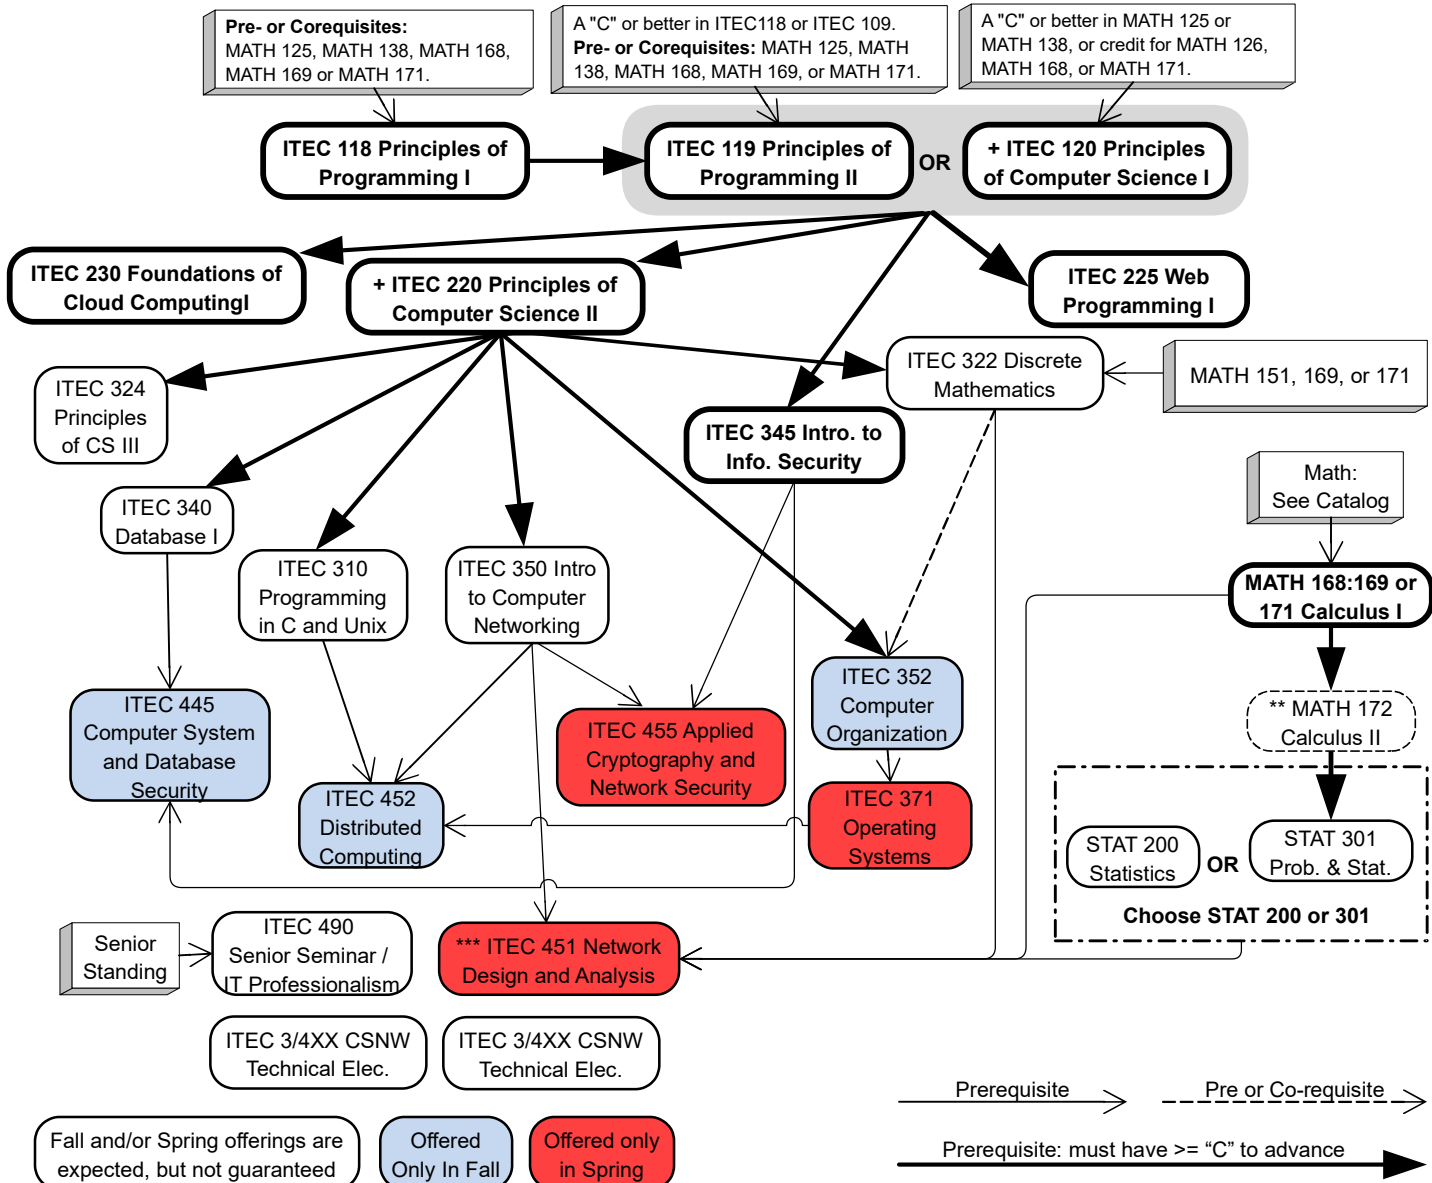 Pre- or Corequisites:
MATH 125, MATH 138, MATH 168,
MATH 169 or MATH 171.
A "C" or better in ITEC118 or ITEC 109.
Pre- or Corequisites: MATH 125, MATH
138, MATH 168, MATH 169, or MATH 171.
A "C" or better in MATH 125 or
MATH 138, or credit for MATH 126,
MATH 168, or MATH 171.
ITEC 118 Principles of
Programming I
ITEC 119 Principles of
Programming II
OR
+ ITEC 120 Principles
of Computer Science I
ITEC 230 Foundations of
Cloud ComputingI
+ ITEC 220 Principles of
Computer Science II
ITEC 225 Web
Programming I
ITEC 324
Principles
of CS III
ITEC 322 Discrete
Mathematics
MATH 151, 169, or 171
ITEC 345 Intro. to
Info. Security
Math:
See Catalog
ITEC 340
Database I
ITEC 310
Programming
in C and Unix
ITEC 350 Intro
to Computer
Networking
MATH 168:169 or
171 Calculus I
ITEC 445
Computer System
and Database
Security
ITEC 455 Applied
Cryptography and
Network Security
ITEC 352
Computer
Organization
** MATH 172
Calculus II
ITEC 452
Distributed
Computing
ITEC 371
Operating
Systems
STAT 200
Statistics
OR
STAT 301
Prob. & Stat.
Choose STAT 200 or 301
Senior
Standing
ITEC 490
Senior Seminar /
IT Professionalism
*** ITEC 451 Network
Design and Analysis
ITEC 3/4XX CSNW
Technical Elec.
ITEC 3/4XX CSNW
Technical Elec.
Prerequisite
Pre or Co-requisite
Fall and/or Spring offerings are
expected, but not guaranteed
Offered
Only In Fall
Offered only
in Spring
Prerequisite: must have >= “C” to advance